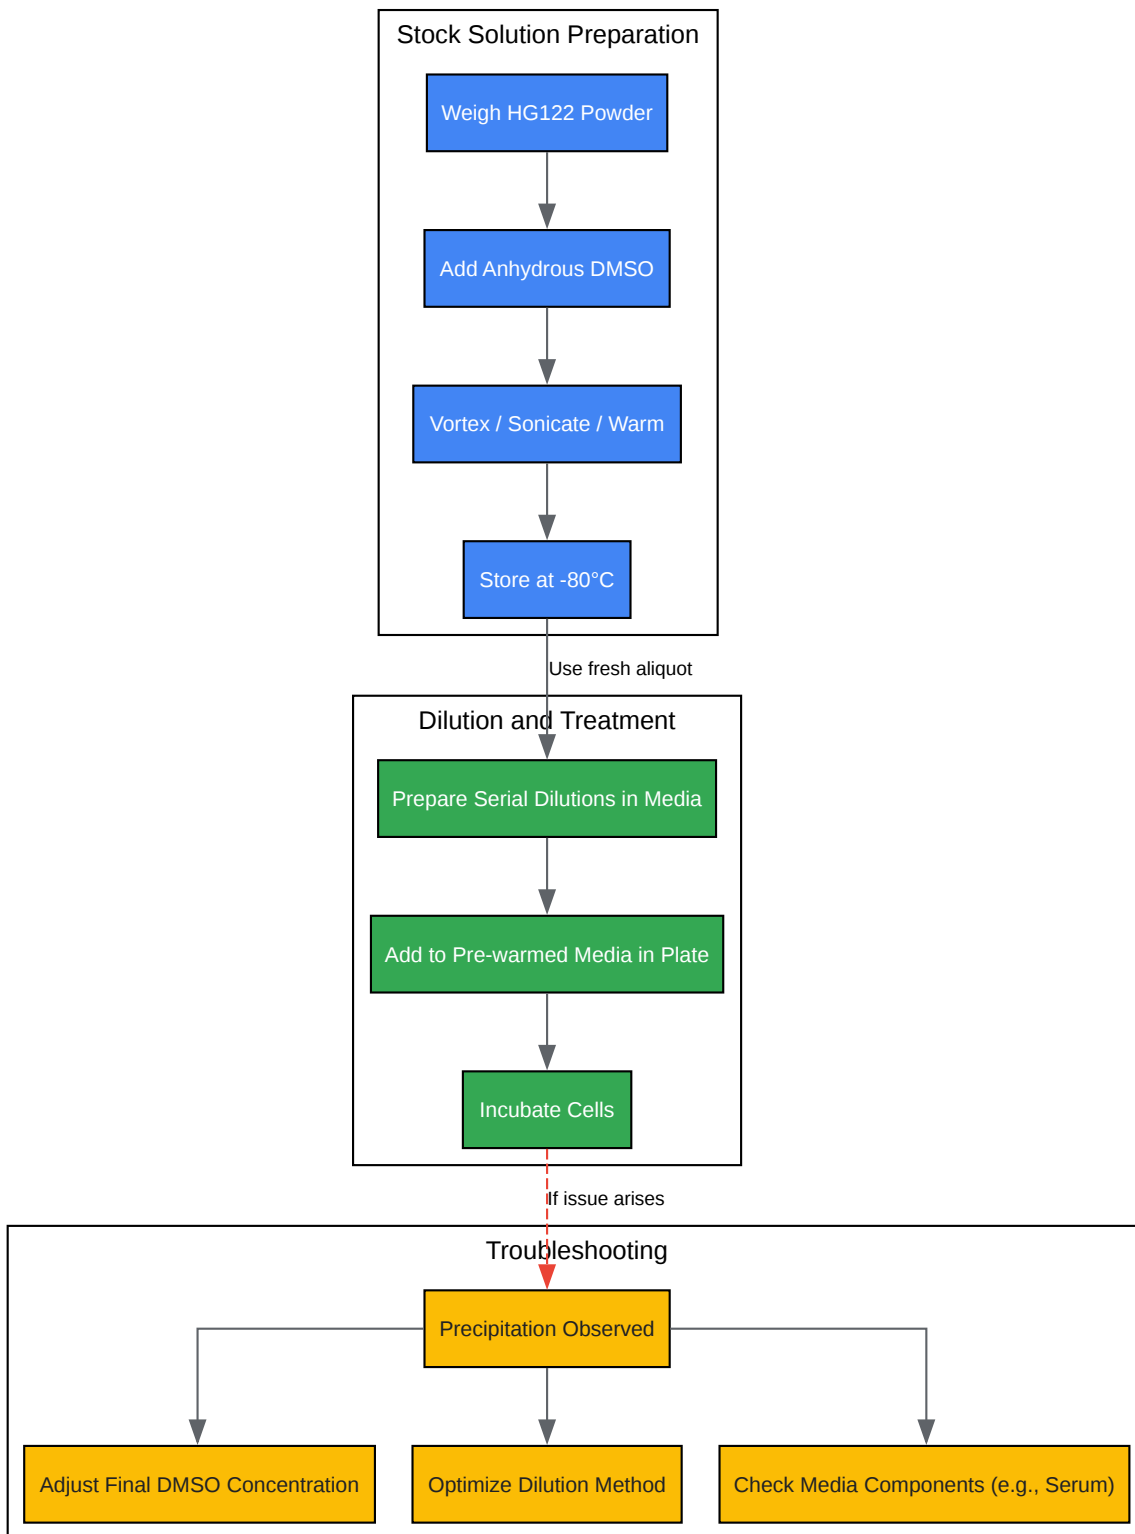 Stock Solution Preparation
Weigh HG122 Powder
Add Anhydrous DMSO
Vortex / Sonicate / Warm
Store at -80°C
Use fresh aliquot
Dilution and Treatment
Prepare Serial Dilutions in Media
Add to Pre-warmed Media in Plate
Incubate Cells
If issue arises
Troubleshooting
Precipitation Observed
Adjust Final DMSO Concentration
Optimize Dilution Method
Check Media Components (e.g., Serum)